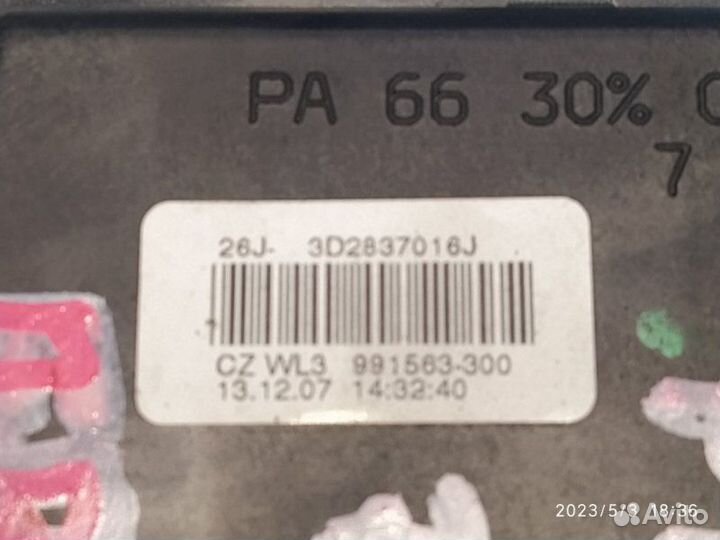 PA 66 30%
7
26J- 3D2837016J
CZ WL3 991563-300
13.12.07 14:32:40
2023/5/3 18:36
Avito